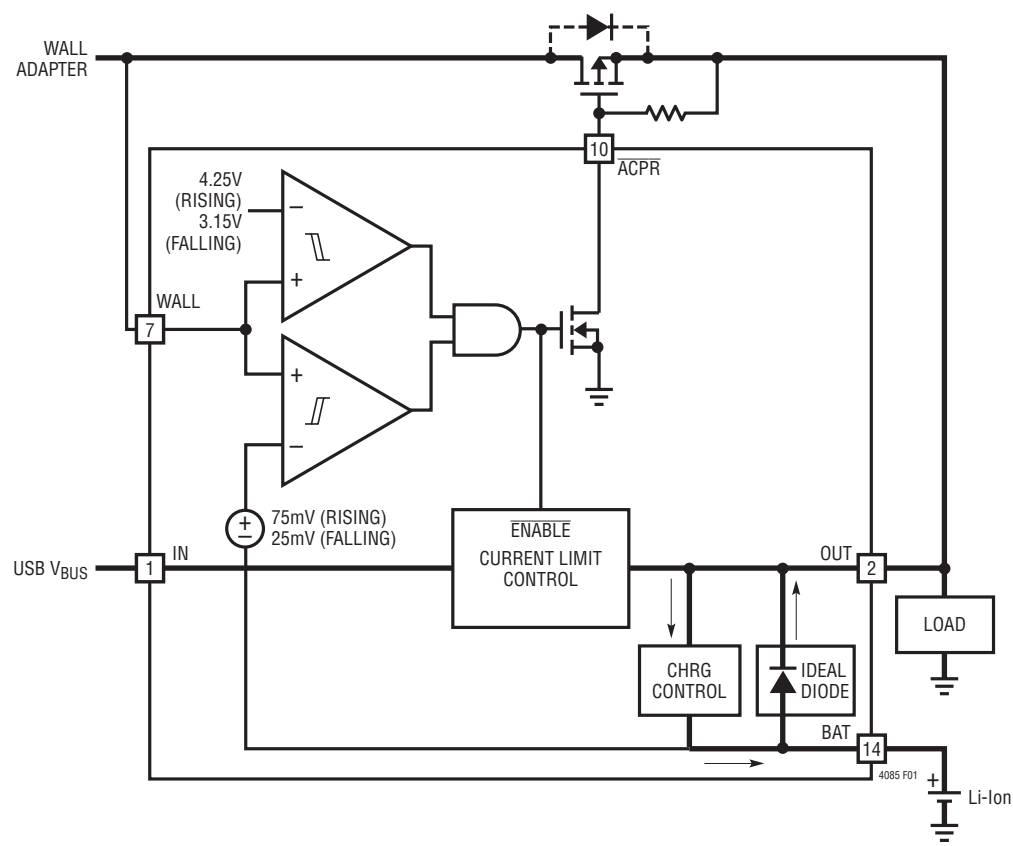 WALL
ADAPTER
10
ACPR
4.25V
(RISING)
3.15V
(FALLING)
−
+
WALL
7
+
−
+
−
75mV (RISING)
25mV (FALLING)
ENABLE
CURRENT LIMIT
CONTROL
USB VBUS
1
IN
OUT
2
LOAD
CHRG
CONTROL
IDEAL
DIODE
BAT
14
4085 F01
+
Li-Ion